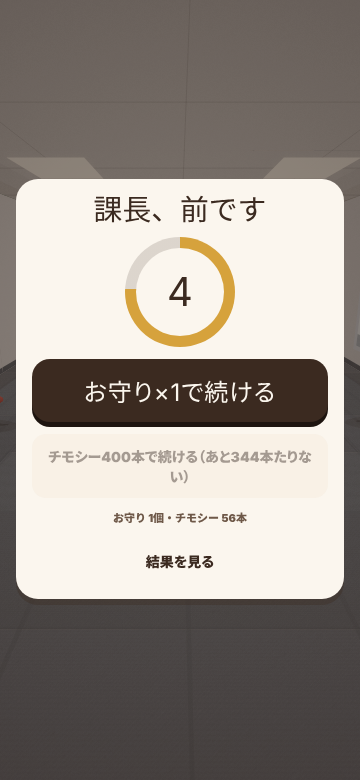 課長、前です
4
お守り×1で続ける
チモシー400本で続ける(あと344本たりな
い)
お守り 1個・チモシー 56本
結果を見る